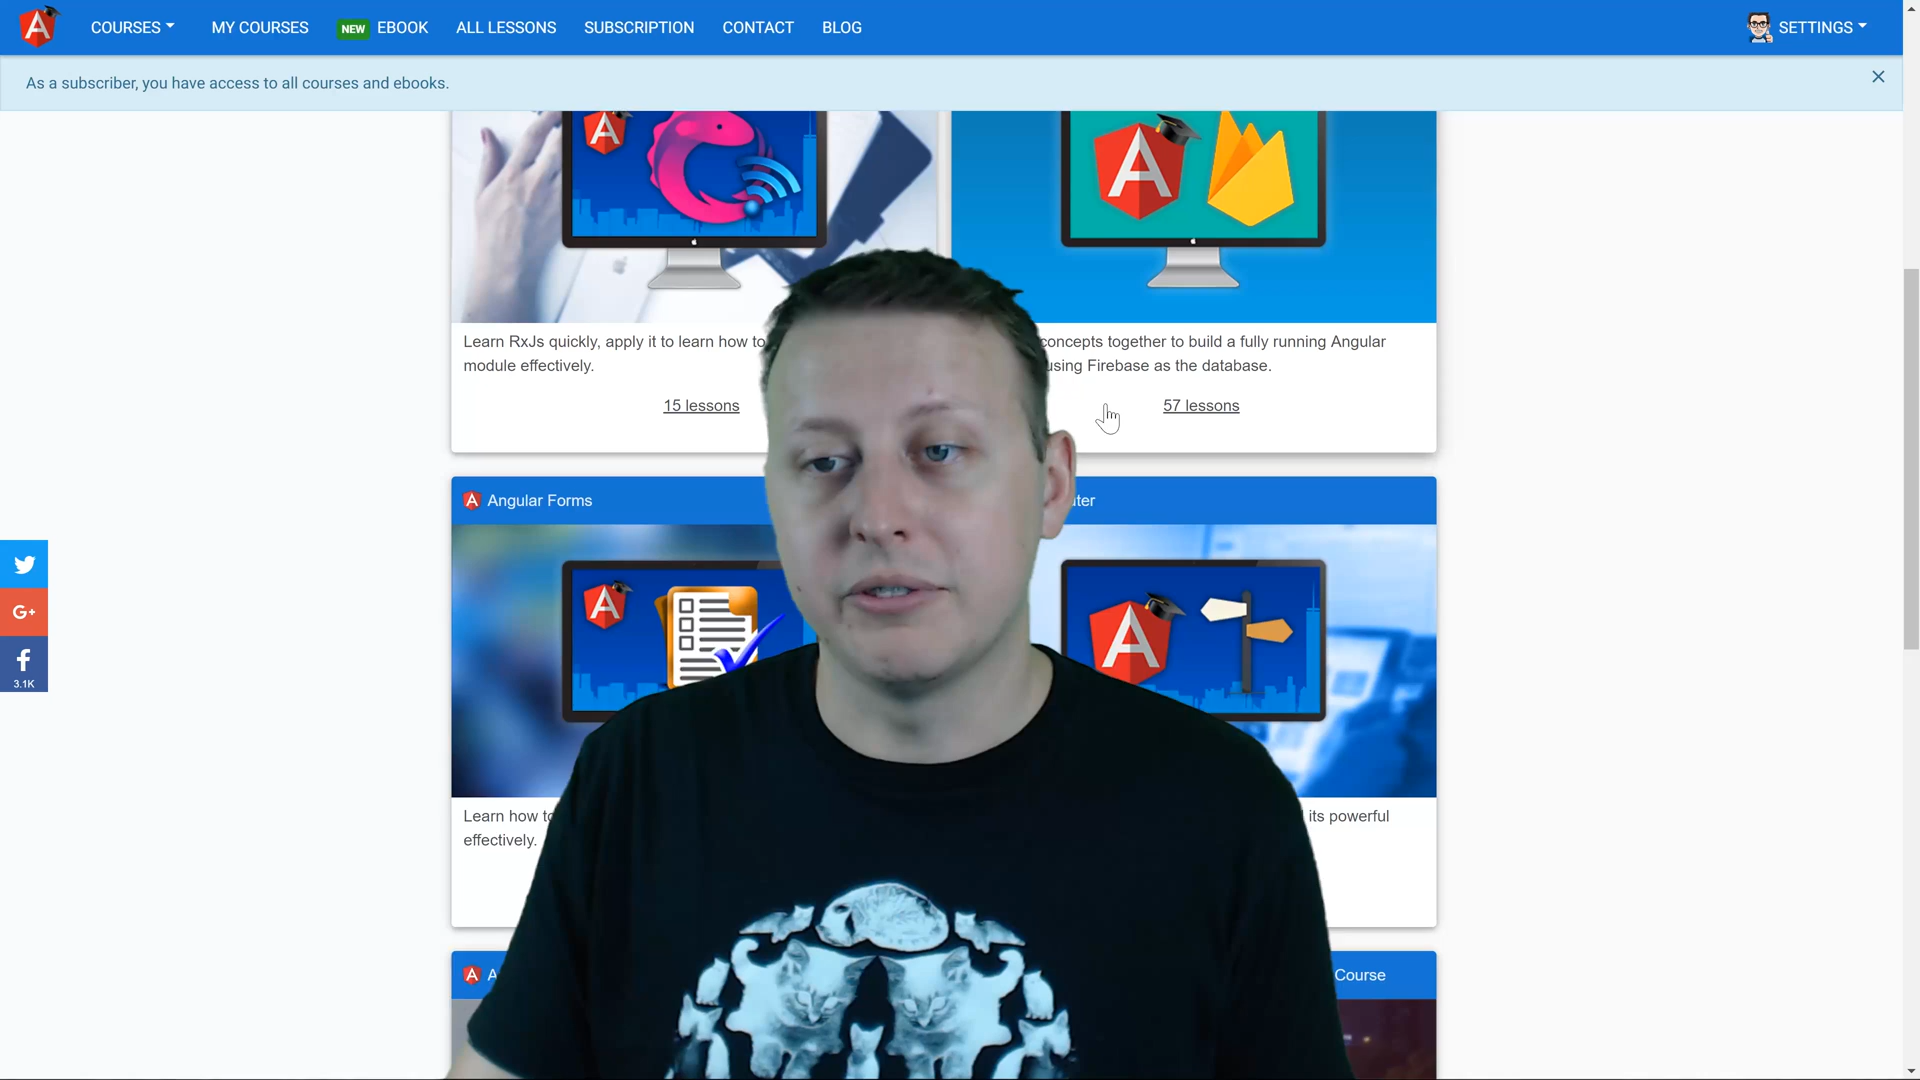 COURSES
MY COURSES
NEW EBOOK
ALL LESSONS
SUBSCRIPTION
CONTACT
BLOG
SETTINGS
As a subscriber, you have access to all courses and ebooks.
Learn RxJs quickly, apply it to learn how to
module effectively.
15 lessons
concepts together to build a fully running Angular
using Firebase as the database.
57 lessons
Angular Forms
Learn how to
effectively.
its powerful
Course
G+
3.1K